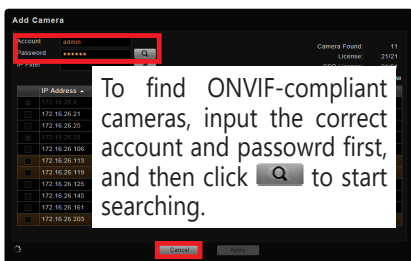 Add Camera
Account admin
Password ••••••
Camera Found: 11
License: 21/21
IP Filter
IP Address
172.16.26.6
172.16.26.21
172.16.26.25
172.16.26.106
172.16.26.113
172.16.26.119
172.16.26.125
172.16.26.145
172.16.26.161
172.16.26.203
To find ONVIF-compliant
cameras, input the correct
account and passowrd first,
and then click to start
searching.
Cancel Apply